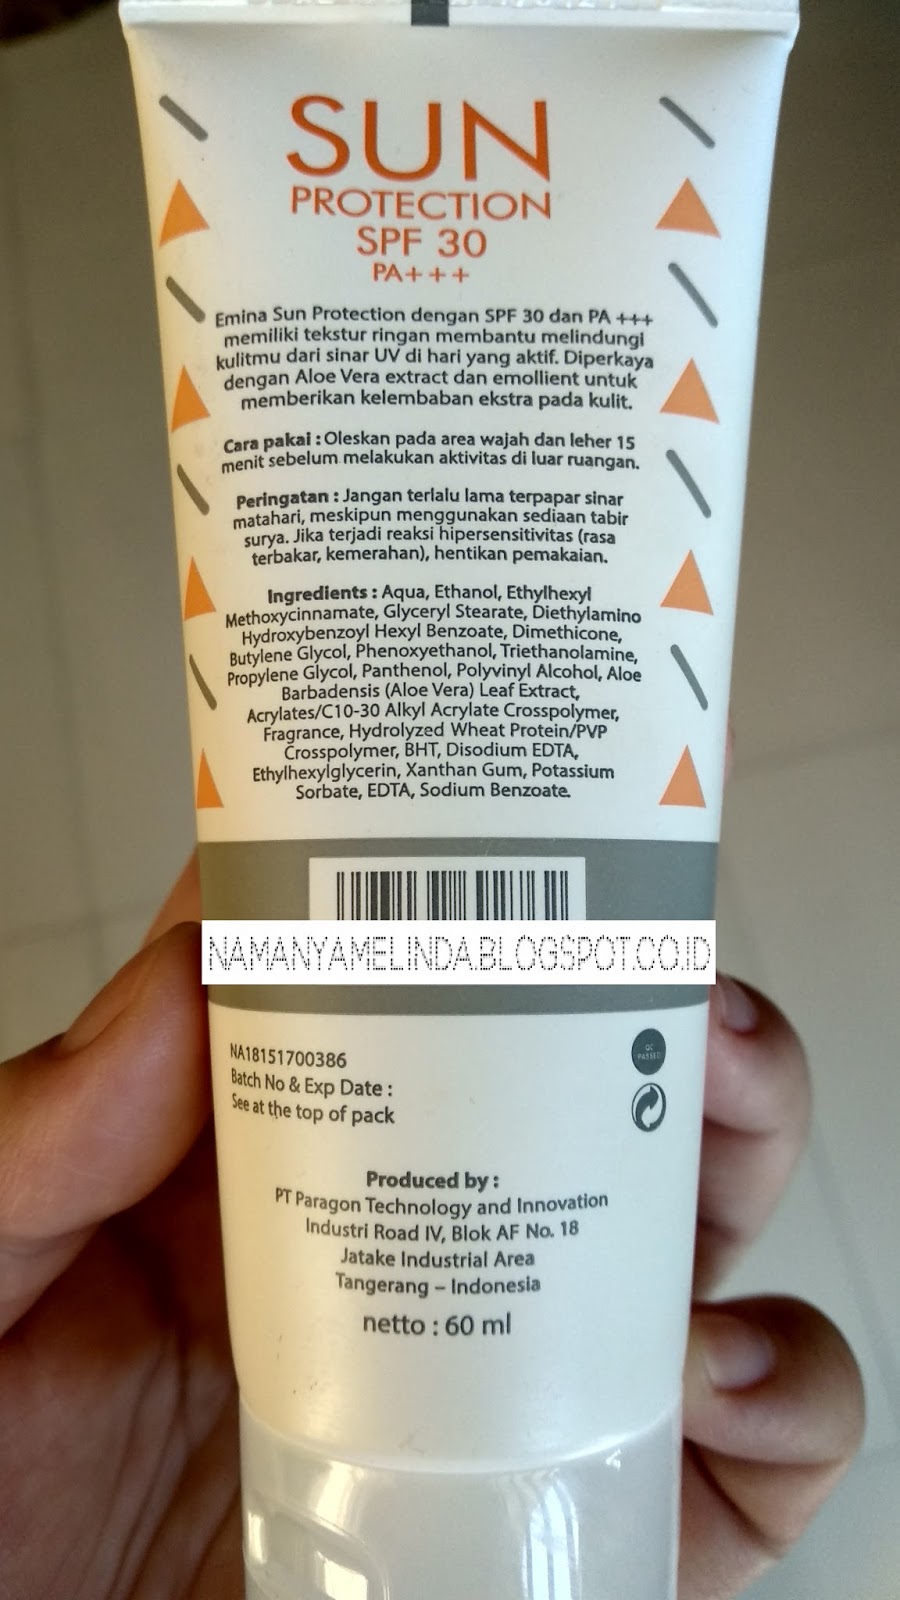 SUN
PROTECTION
SPF 30
PA+++
Emina Sun Protection dengan SPF 30 dan PA +++
memiliki tekstur ringan membantu melindungi
kulitmu dari sinar UV di hari yang aktif. Diperkaya
dengan Aloe Vera extract dan emollient untuk
memberikan kelembaban ekstra pada kulit.
Cara pakai : Oleskan pada area wajah dan leher 15
menit sebelum melakukan aktivitas di luar ruangan.
Peringatan : Jangan terlalu lama terpapar sinar
matahari, meskipun menggunakan sediaan tabir
surya. Jika terjadi reaksi hipersensitivitas (rasa
terbakar, kemerahan), hentikan pemakaian.
Ingredients : Aqua, Ethanol, Ethylhexyl
Methoxycinnamate, Glyceryl Stearate, Diethylamino
Hydroxybenzoyl Hexyl Benzoate, Dimethicone,
Butylene Glycol, Phenoxyethanol, Triethanolamine,
Propylene Glycol, Panthenol, Polyvinyl Alcohol, Aloe
Barbadensis (Aloe Vera) Leaf Extract,
Acrylates/C10-30 Alkyl Acrylate Crosspolymer,
Fragrance, Hydrolyzed Wheat Protein/PVP
Crosspolymer, BHT, Disodium EDTA,
Ethylhexylglycerin, Xanthan Gum, Potassium
Sorbate, EDTA, Sodium Benzoate.
NAMANYAMELINDA.BLOGSPOT.CO.ID
NA18151700386
Batch No & Exp Date :
See at the top of pack
QC
PASSED
Produced by :
PT Paragon Technology and Innovation
Industri Road IV, Blok AF No. 18
Jatake Industrial Area
Tangerang – Indonesia
netto : 60 ml